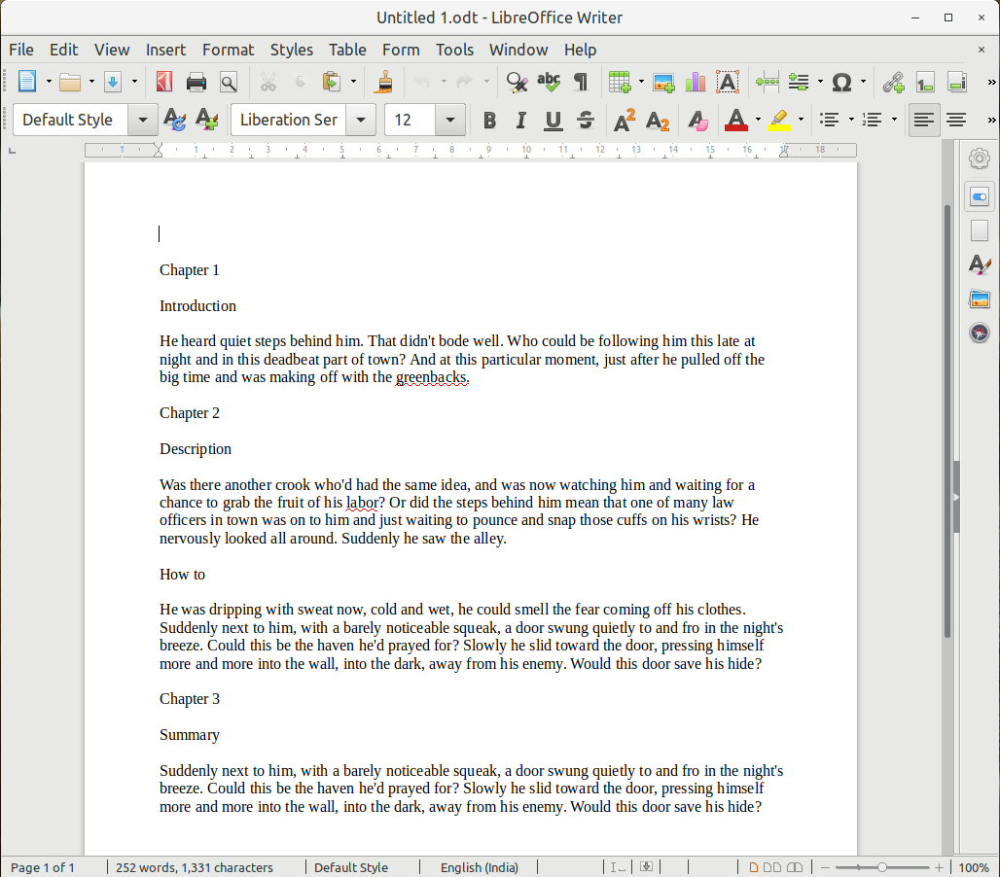 Untitled 1.odt - LibreOffice Writer
File Edit View Insert Format Styles Table Form Tools Window Help
Default Style Liberation Ser 12
1 1 2 3 4 5 6 7 8 9 10 11 12 13 14 15 16 17 18
Chapter 1
Introduction
He heard quiet steps behind him. That didn't bode well. Who could be following him this late at
night and in this deadbeat part of town? And at this particular moment, just after he pulled off the
big time and was making off with the greenbacks.
Chapter 2
Description
Was there another crook who'd had the same idea, and was now watching him and waiting for a
chance to grab the fruit of his labor? Or did the steps behind him mean that one of many law
officers in town was on to him and just waiting to pounce and snap those cuffs on his wrists? He
nervously looked all around. Suddenly he saw the alley.
How to
He was dripping with sweat now, cold and wet, he could smell the fear coming off his clothes.
Suddenly next to him, with a barely noticeable squeak, a door swung quietly to and fro in the night's
breeze. Could this be the haven he'd prayed for? Slowly he slid toward the door, pressing himself
more and more into the wall, into the dark, away from his enemy. Would this door save his hide?
Chapter 3
Summary
Suddenly next to him, with a barely noticeable squeak, a door swung quietly to and fro in the night's
breeze. Could this be the haven he'd prayed for? Slowly he slid toward the door, pressing himself
more and more into the wall, into the dark, away from his enemy. Would this door save his hide?
Page 1 of 1 252 words, 1,331 characters Default Style English (India) 100%